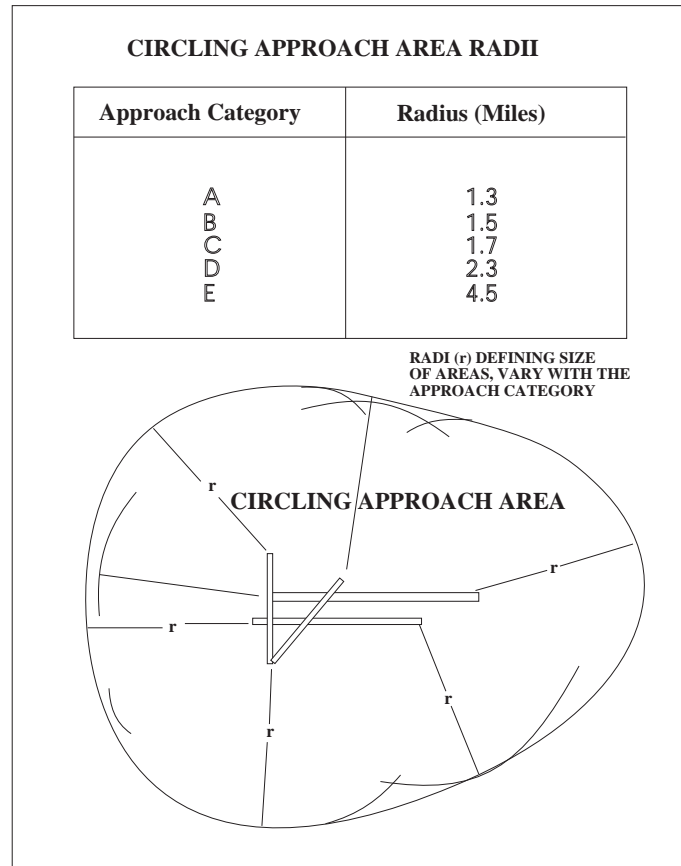 CIRCLING APPROACH AREA RADII
Approach Category Radius (Miles)
A 1.3
B 1.5
C 1.7
D 2.3
E 4.5
RADI (r) DEFINING SIZE
OF AREAS, VARY WITH THE
APPROACH CATEGORY
r
CIRCLING APPROACH AREA
r
r
r
r